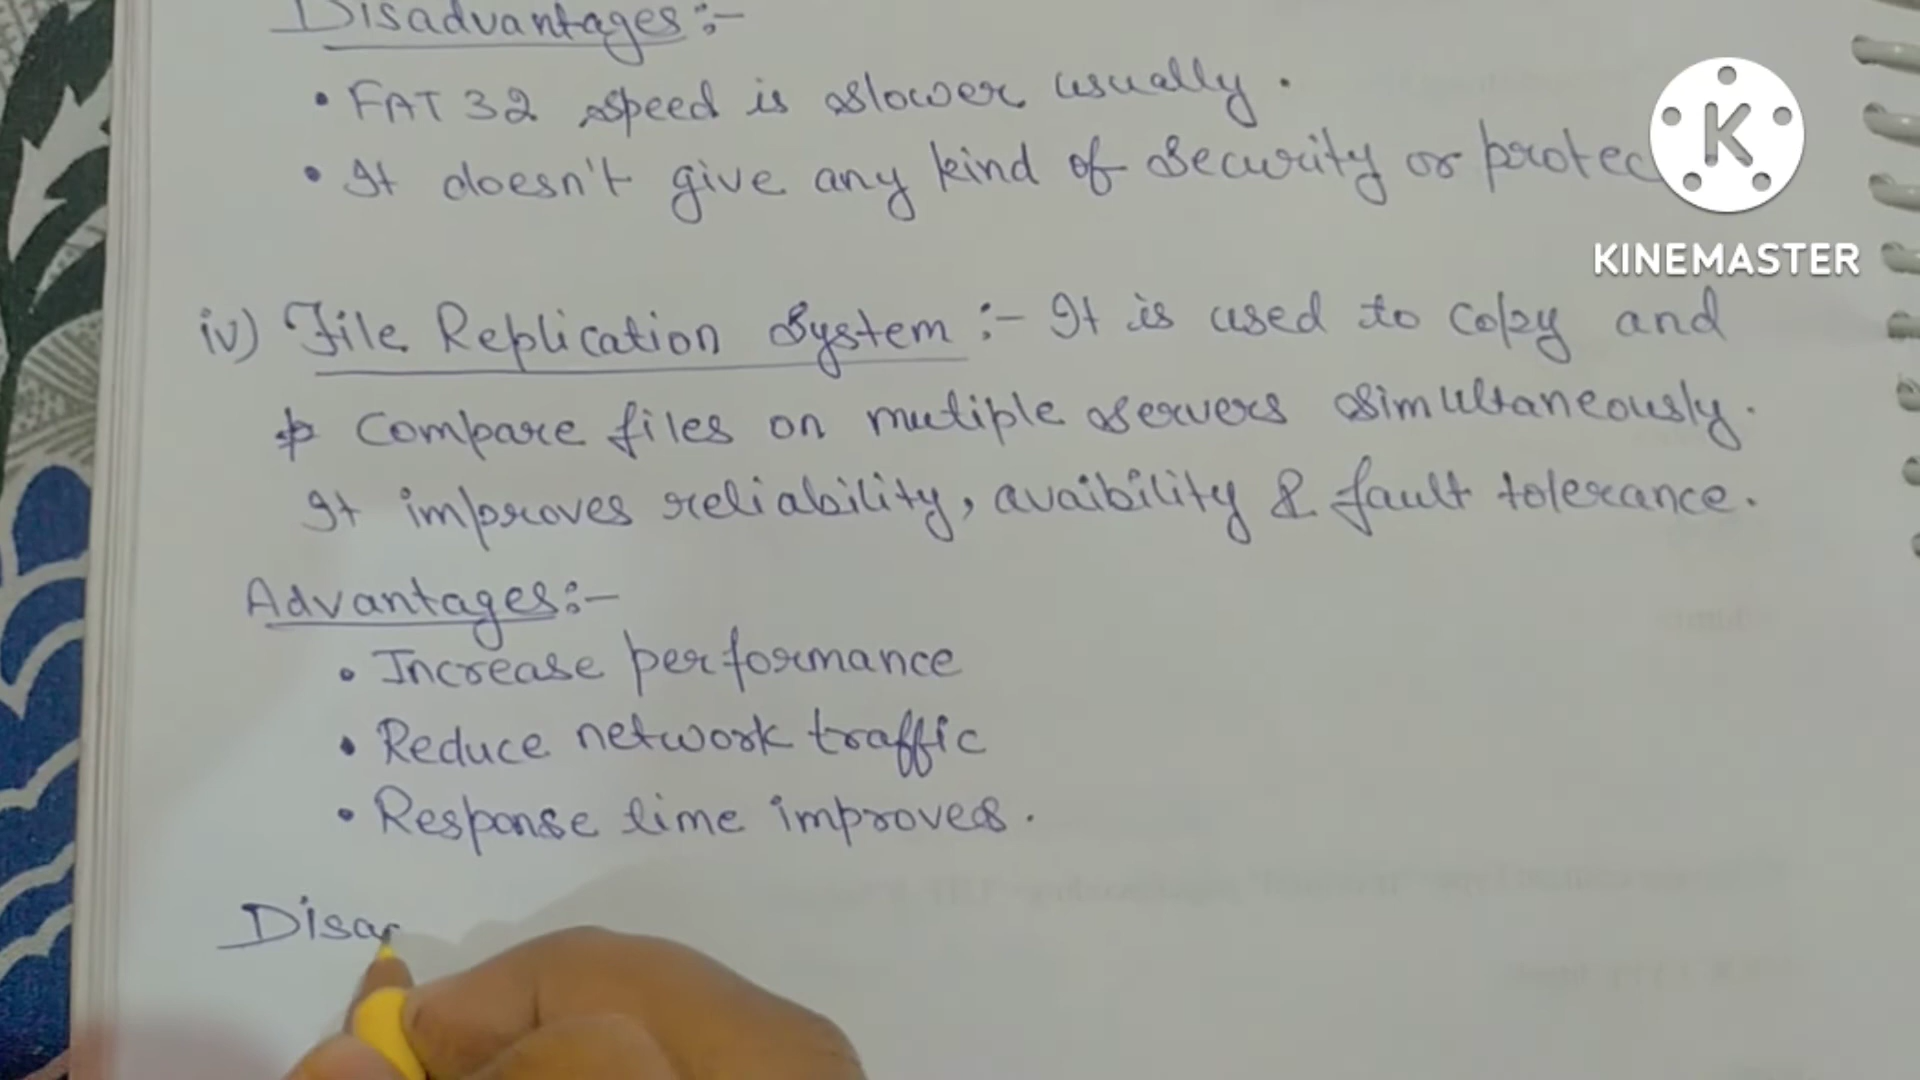 Disadvantages :-
• FAT 32 speed is slower usually.
• It doesn't give any kind of security or protec
KINEMASTER
iv) File Replication System :- It is used to copy and
compare files on mutiple servers simultaneously.
It improves reliability, avaibility & fault tolerance.
Advantages :-
• Increase performance
• Reduce network traffic
• Response time improves.
Disa